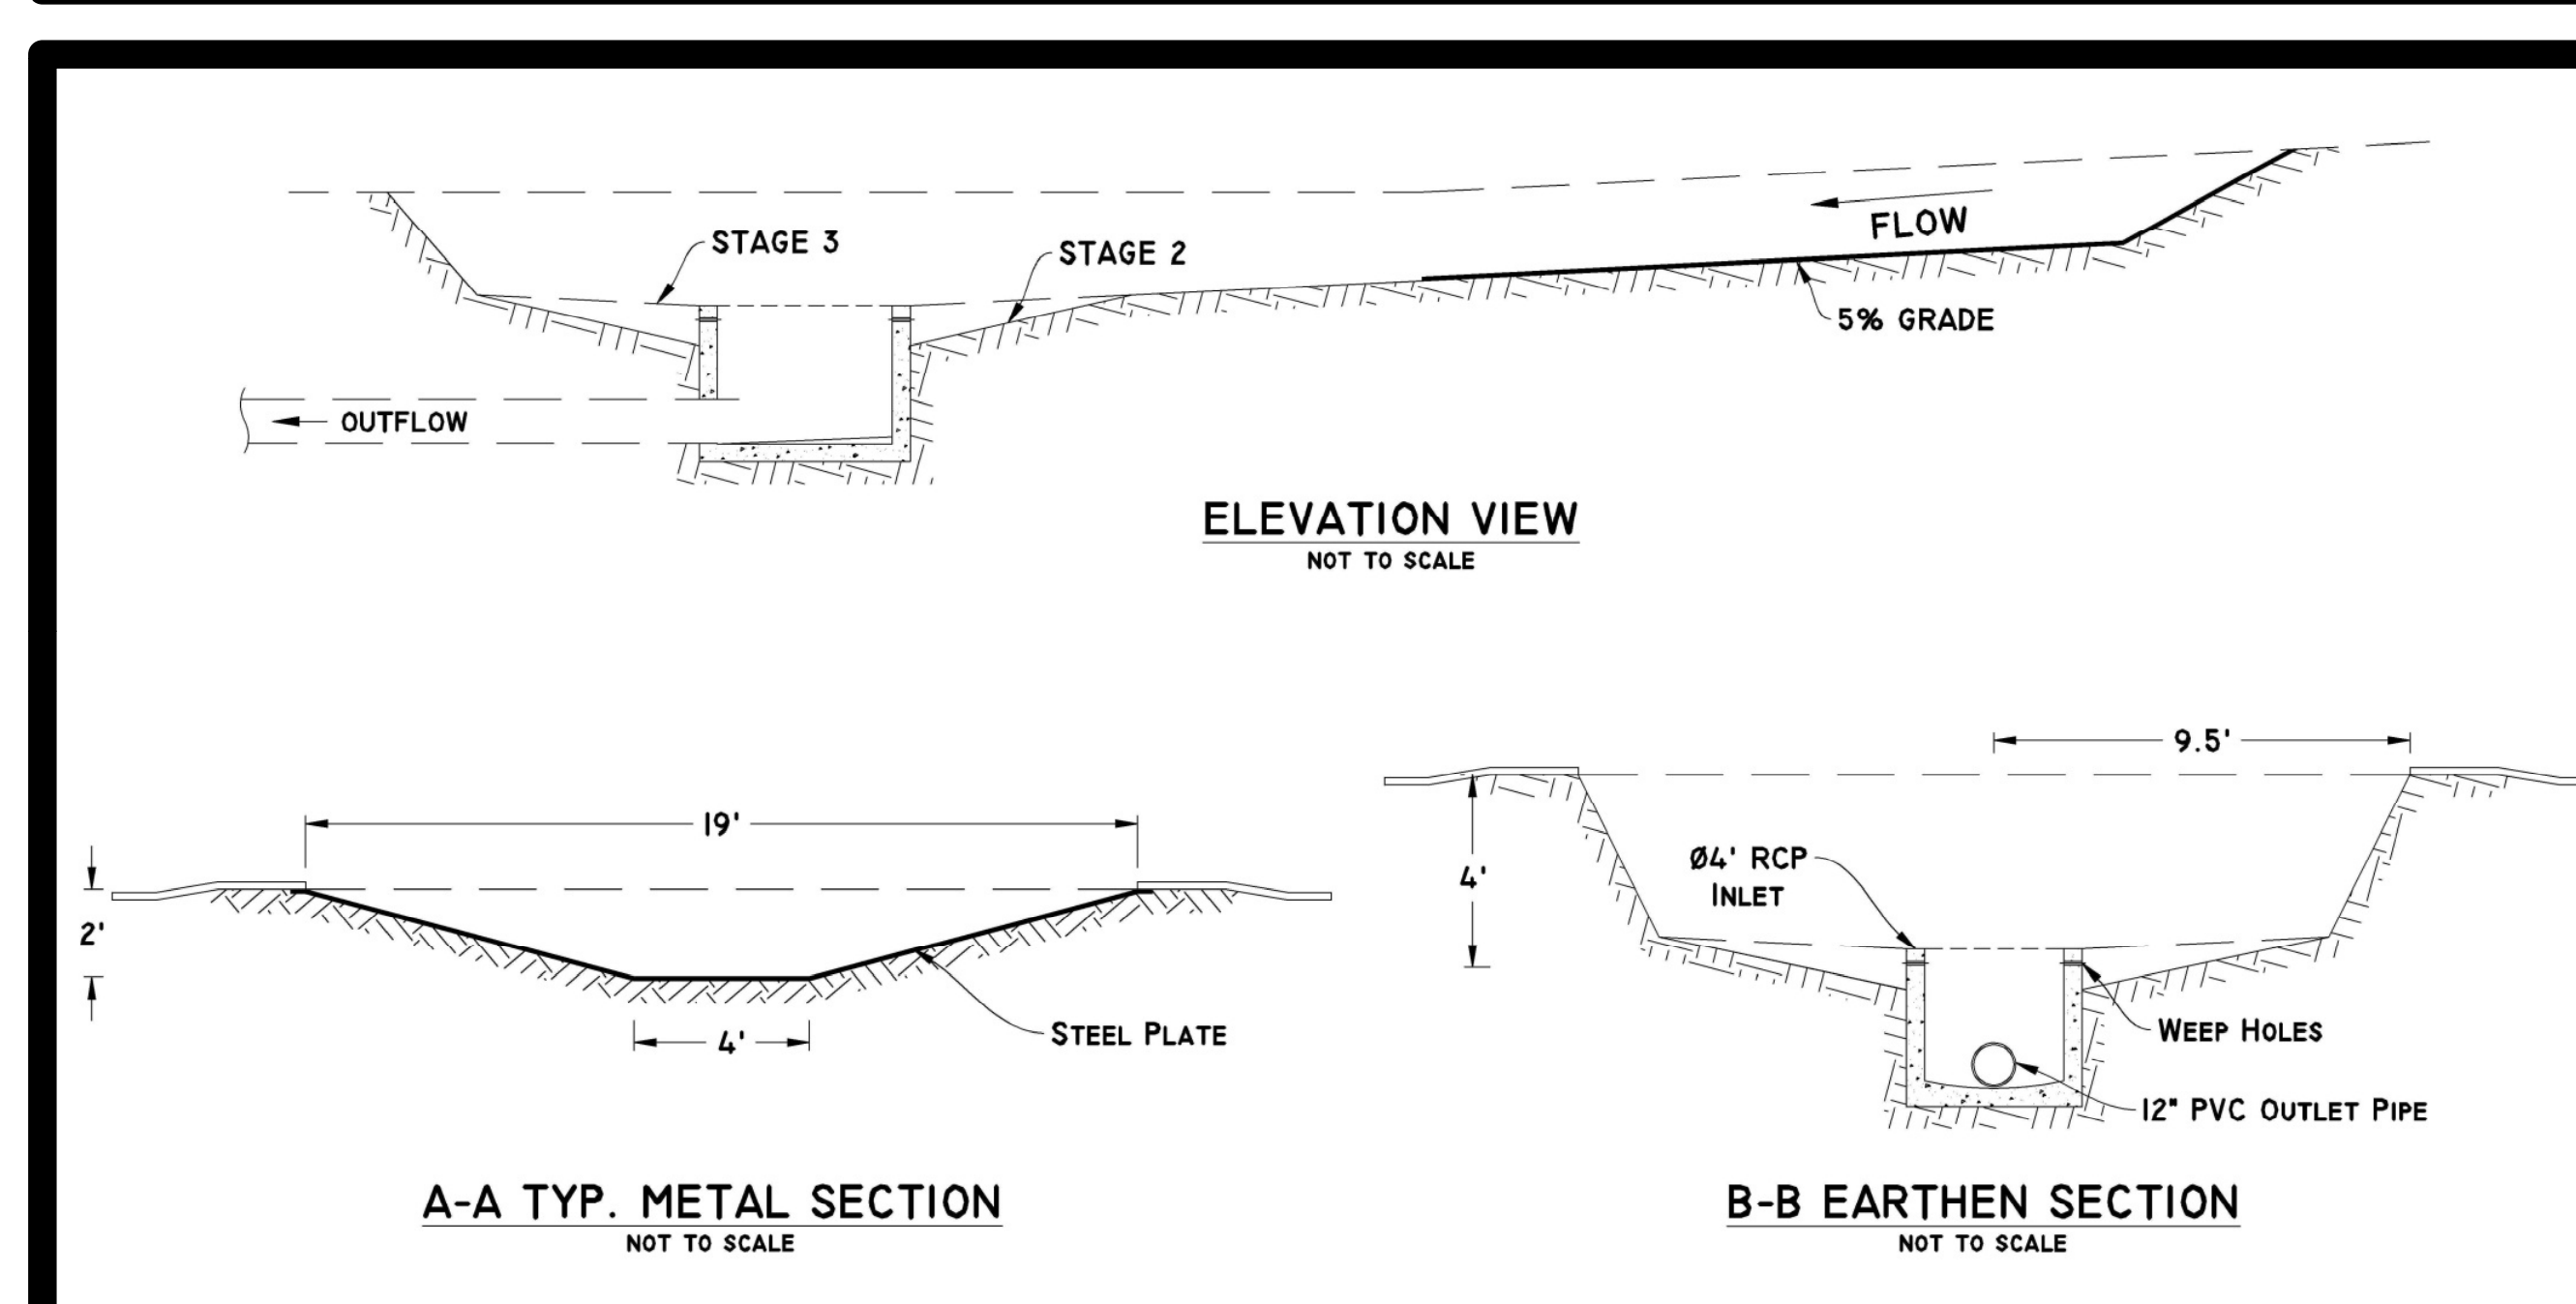 STAGE 3
STAGE 2
FLOW
5% GRADE
OUTFLOW
ELEVATION VIEW
NOT TO SCALE
19'
2'
4'
STEEL PLATE
A-A TYP. METAL SECTION
NOT TO SCALE
9.5'
4'
Ø4' RCP
INLET
WEEP HOLES
12" PVC OUTLET PIPE
B-B EARTHEN SECTION
NOT TO SCALE